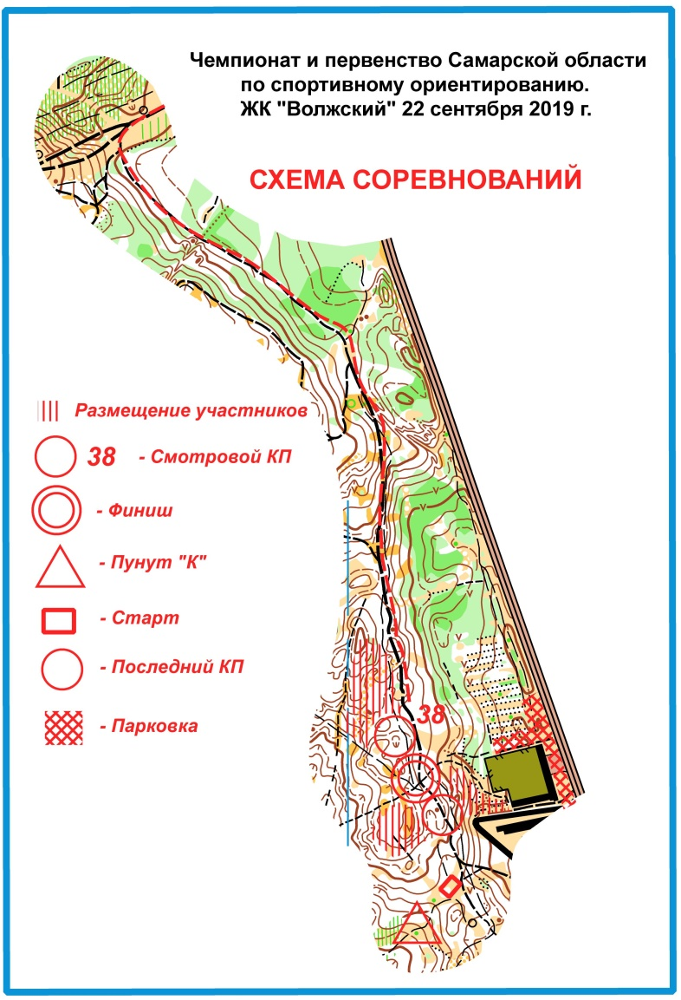 Чемпионат и первенство Самарской области
по спортивному ориентированию.
ЖК "Волжский" 22 сентября 2019 г.
СХЕМА СОРЕВНОВАНИЙ
Размещение участников
38 - Смотровой КП
- Финиш
- Пунут "К"
- Старт
- Последний КП
- Парковка
38